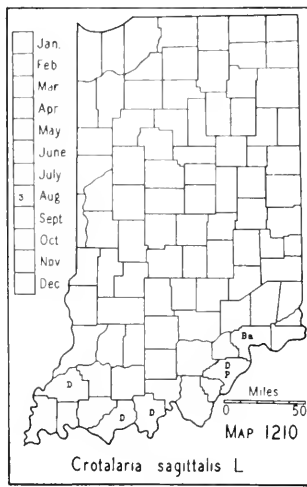 Jan.
Feb
Mar
Apr
May
June
July
3 Aug
Sept
Oct
Nov
Dec
Ba
D
P
D
D
D
Miles
0 50
MAP 1210
Crotalaria sagittalis L